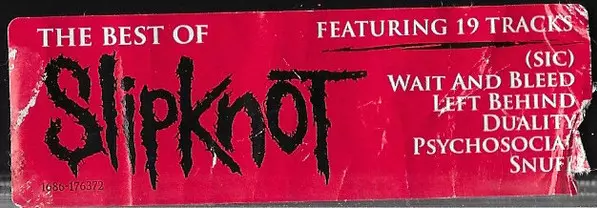 THE BEST OF
SlipknoT
1686-176372
FEATURING 19 TRACKS
(SIC)
WAIT AND BLEED
LEFT BEHIND
DUALITY
PSYCHOSOCIAL
SNUFF